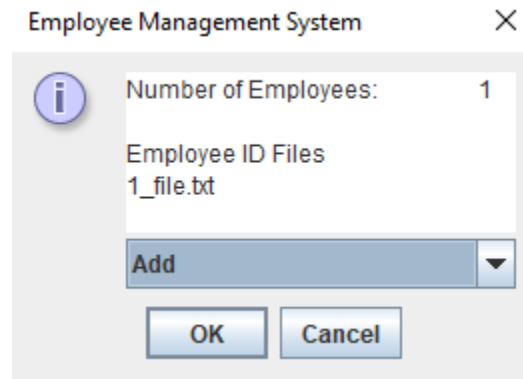 Employee Management System
Number of Employees: 1
Employee ID Files
1_file.txt
Add
OK Cancel